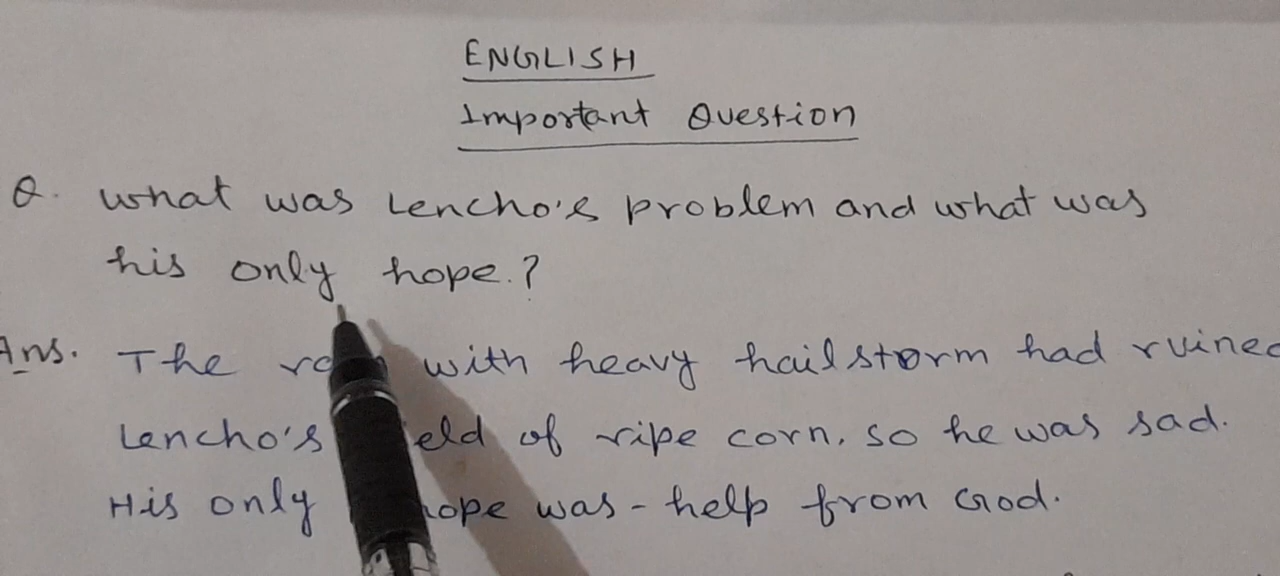 ENGLISH
Important Question
Q. what was Lencho's problem and what was
his only hope.?
Ans. The with heavy hailstorm had ruined
Lencho's of ripe corn. so he was sad.
His only hope was - help from God.